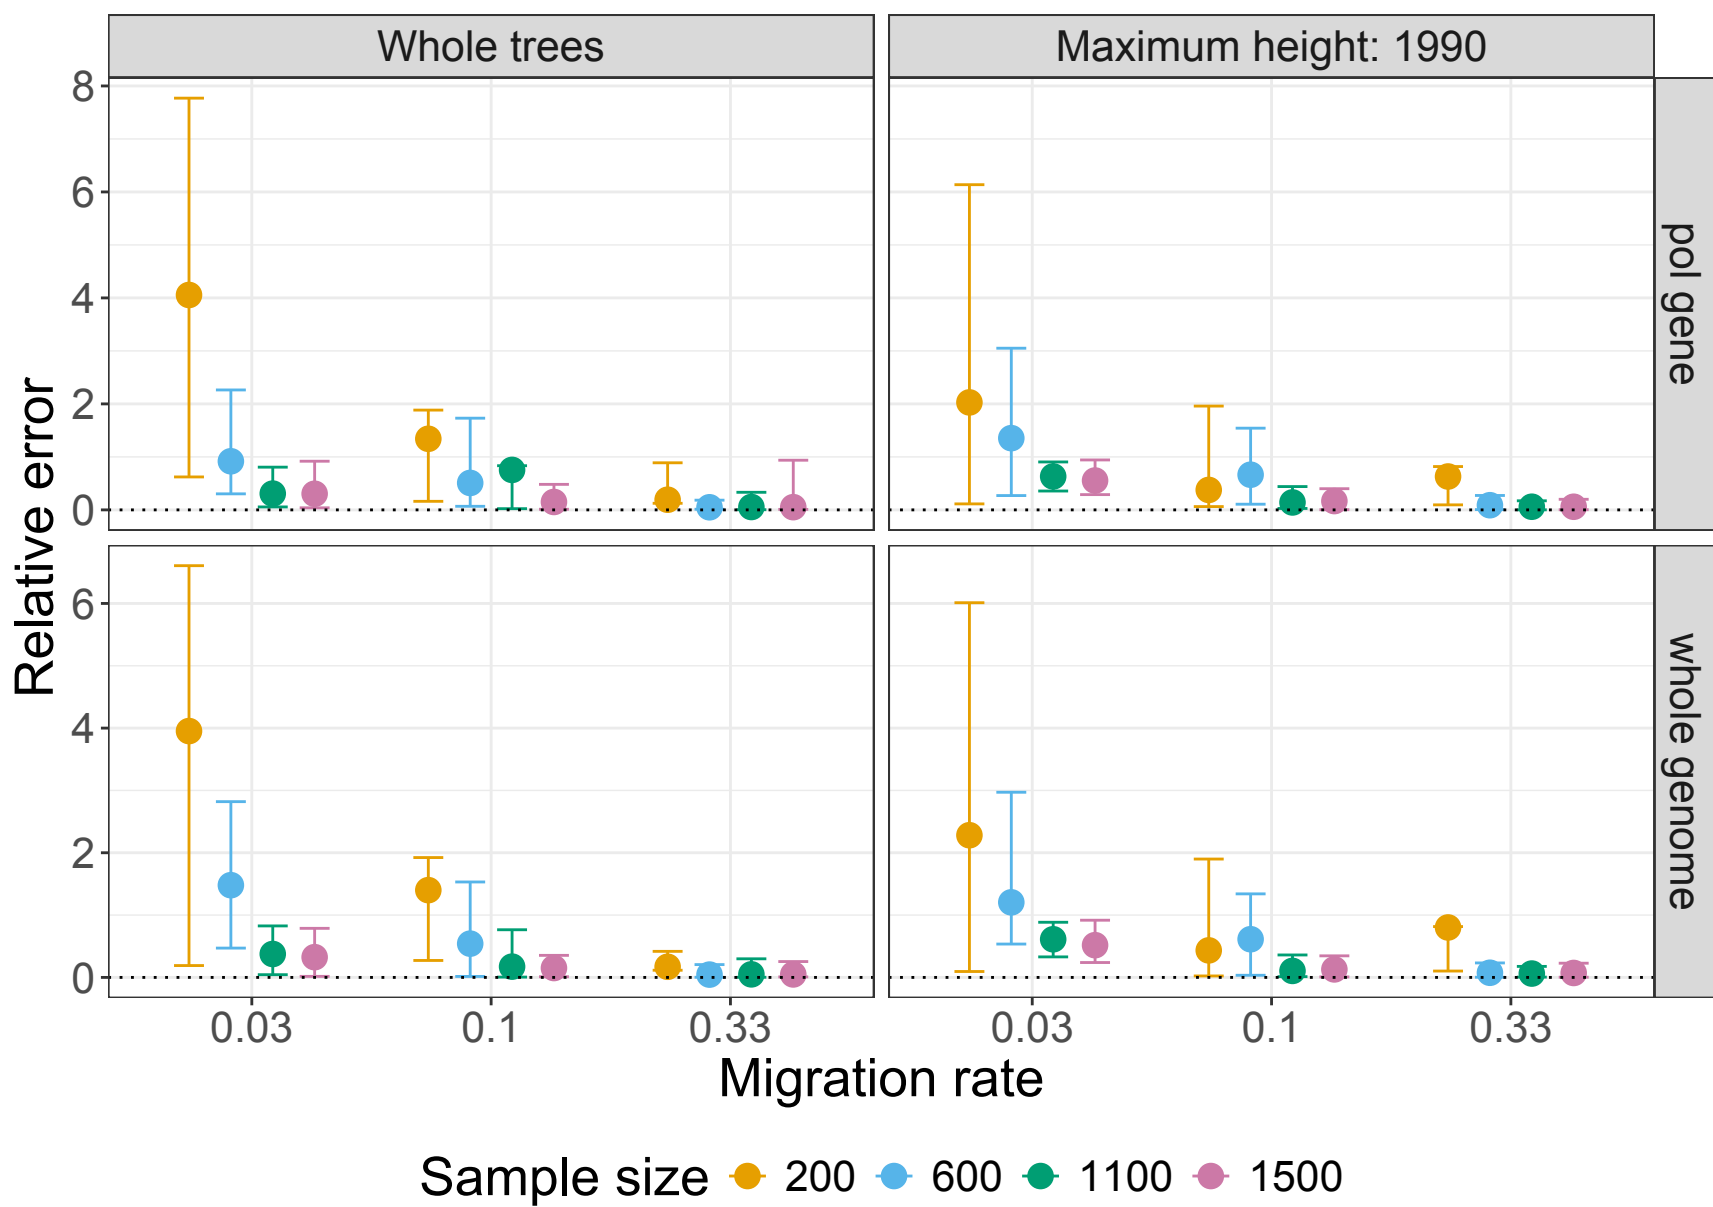 Whole trees
Maximum height: 1990
8
6
4
2
0
pol gene
Relative error
6
4
2
0
whole genome
0.03 0.1 0.33
0.03 0.1 0.33
Migration rate
Sample size 200 600 1100 1500